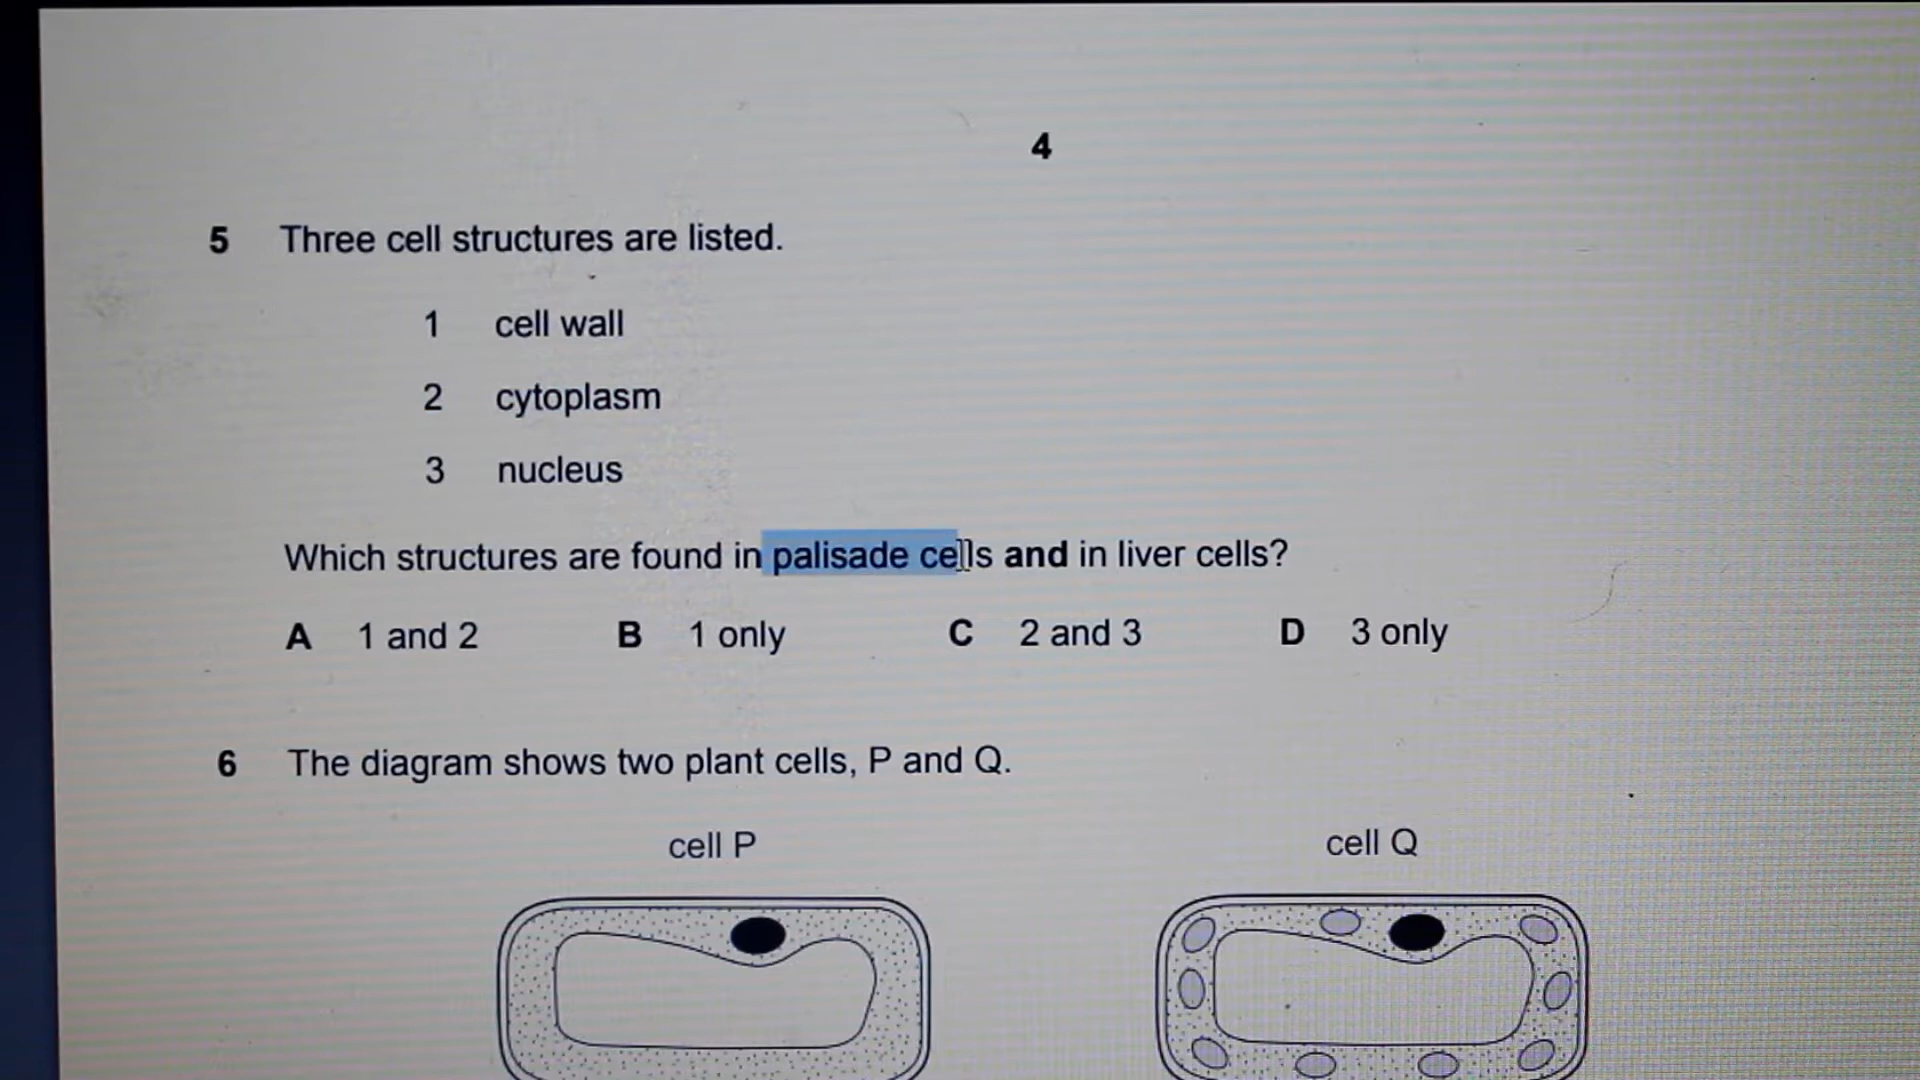 4
5 Three cell structures are listed.
1 cell wall
2 cytoplasm
3 nucleus
Which structures are found in palisade cells and in liver cells?
A 1 and 2 B 1 only C 2 and 3 D 3 only
6 The diagram shows two plant cells, P and Q.
cell P cell Q